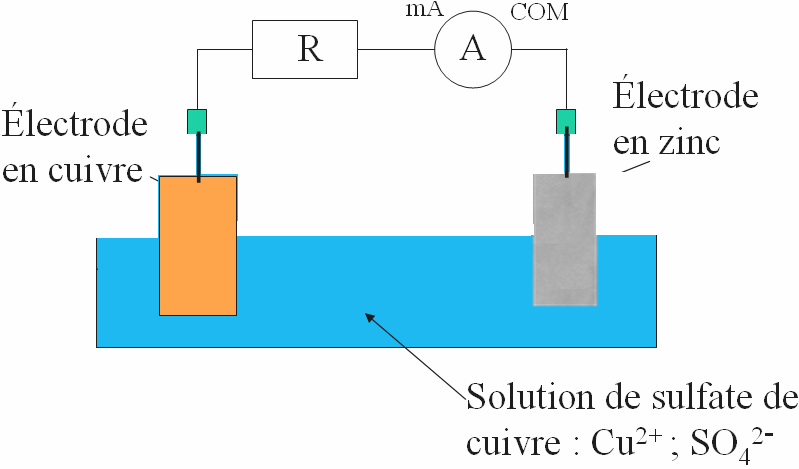 mA
COM
R
A
Électrode
en cuivre
Électrode
en zinc
Solution de sulfate de
cuivre : Cu²⁺ ; SO₄²⁻